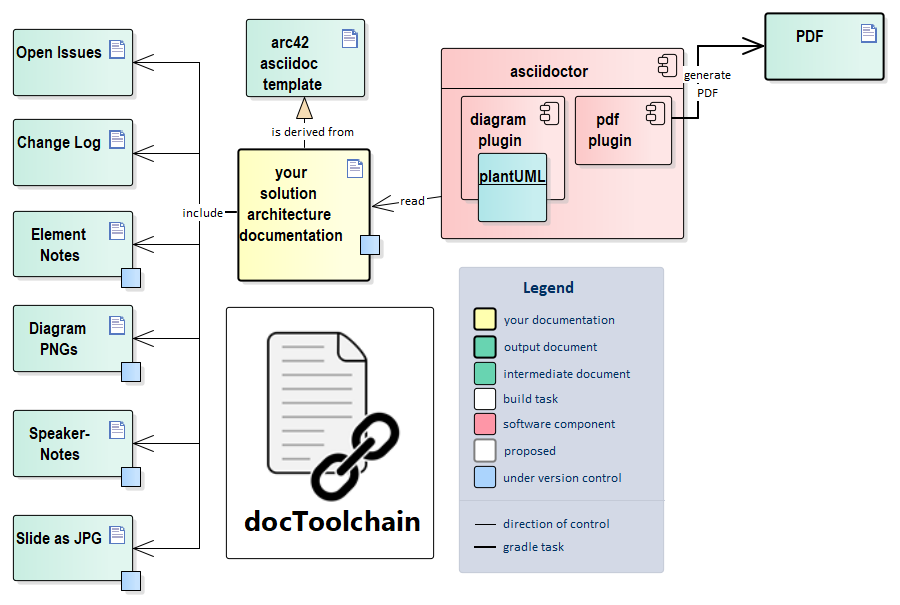 Open Issues
Change Log
Element
Notes
Diagram
PNGs
Speaker-
Notes
Slide as JPG
include
arc42
asciidoc
template
is derived from
your
solution
architecture
documentation
read
asciidoctor
diagram
plugin
plantUML
pdf
plugin
generate
PDF
PDF
docToolchain
Legend
your documentation
output document
intermediate document
build task
software component
proposed
under version control
direction of control
gradle task